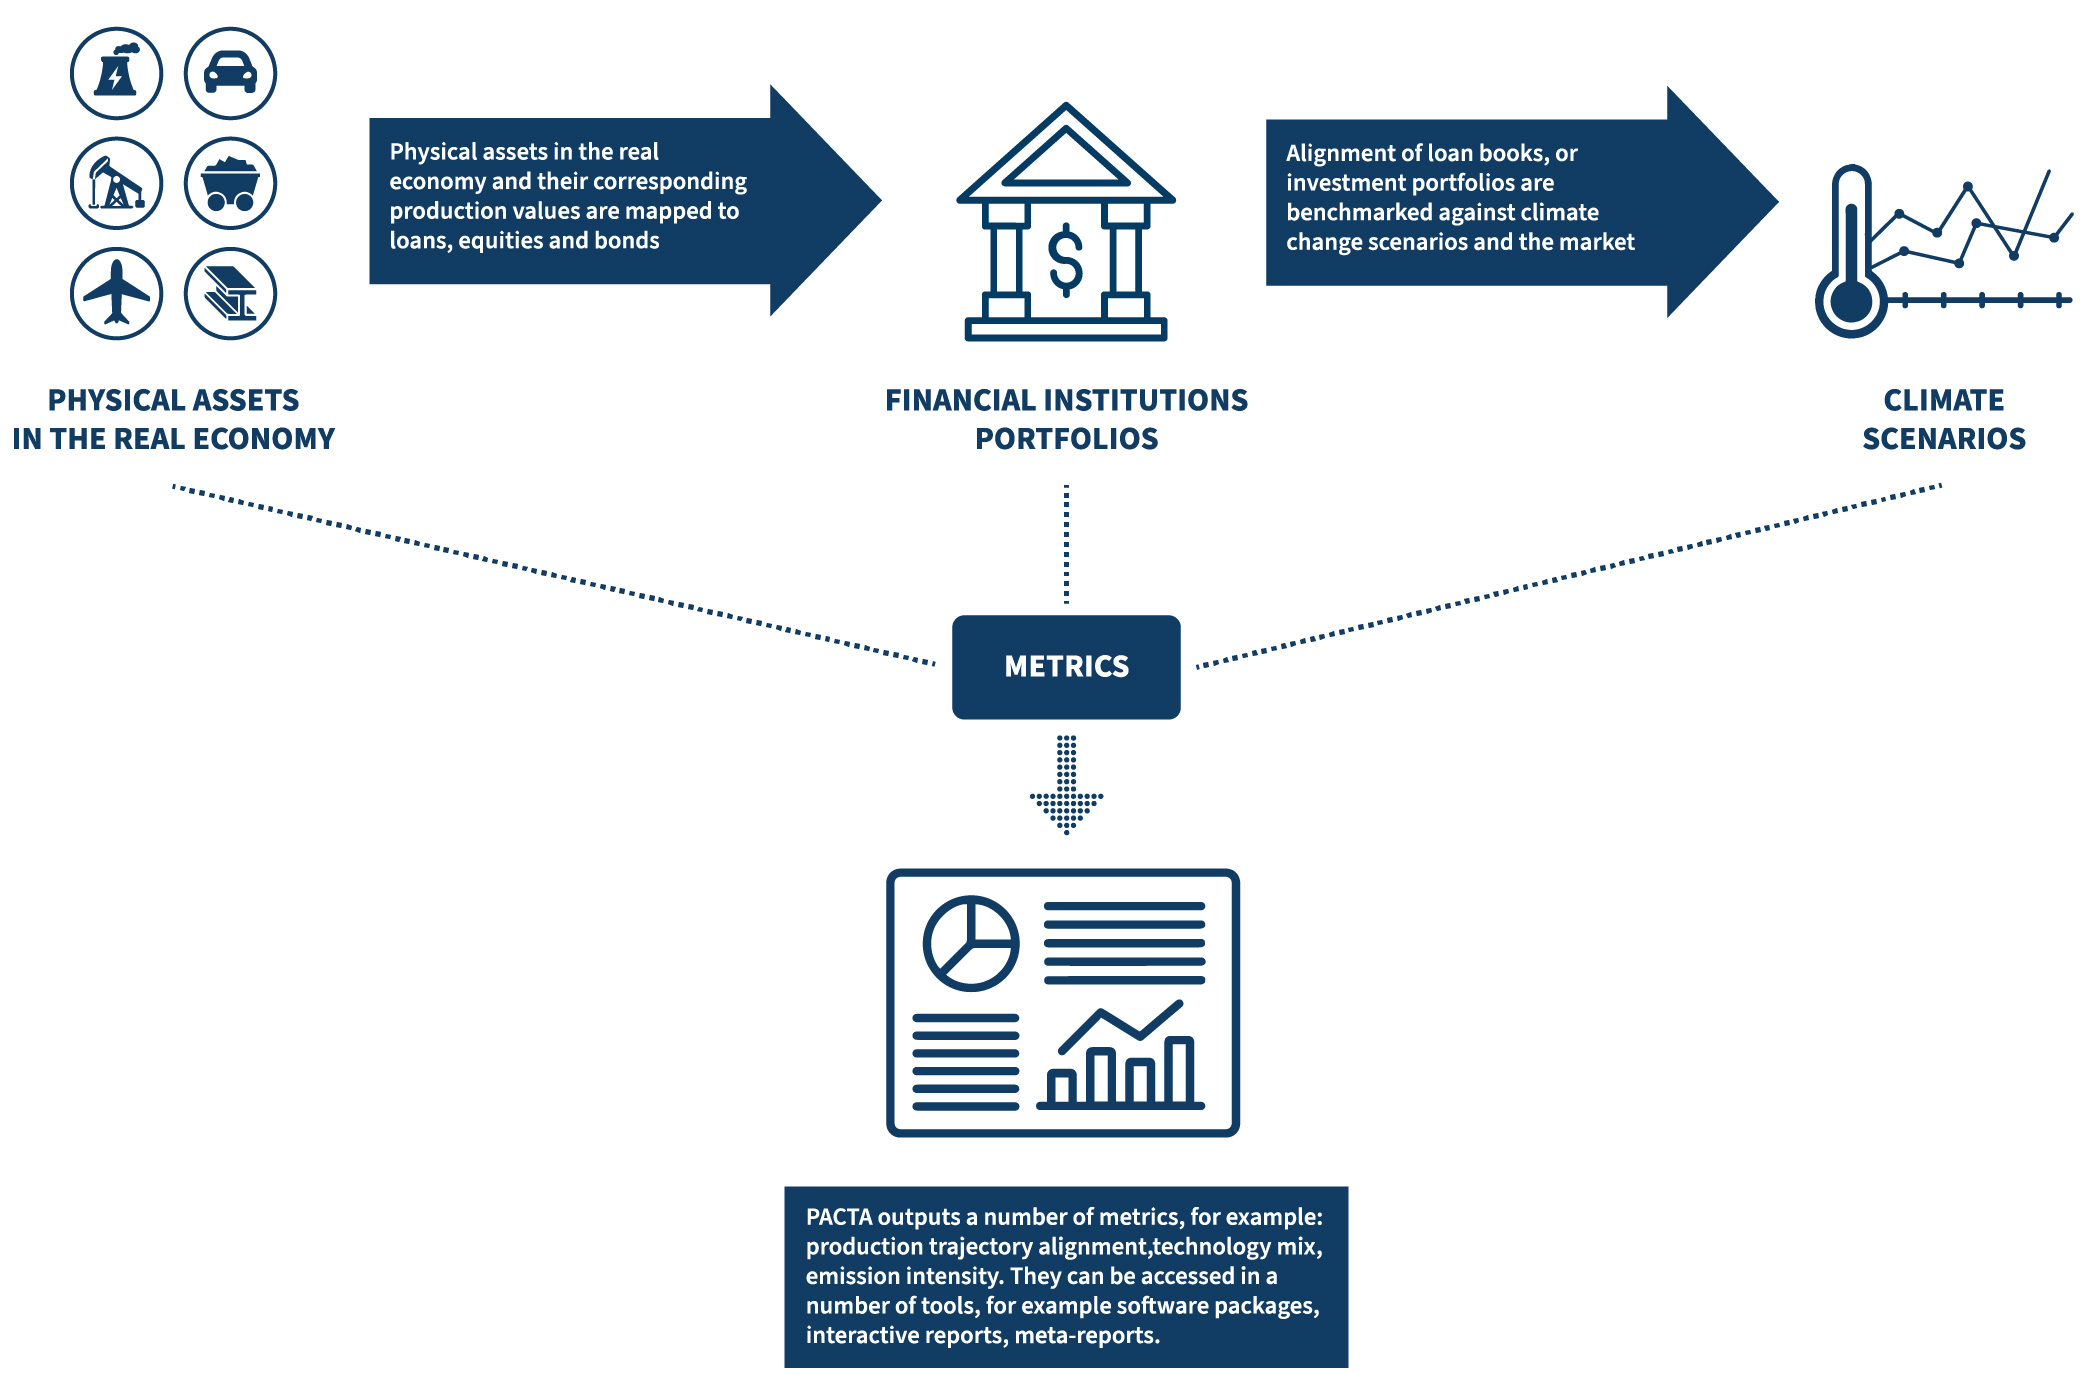 Physical assets in the real
economy and their corresponding
production values are mapped to
loans, equities and bonds
$
Alignment of loan books, or
investment portfolios are
benchmarked against climate
change scenarios and the market
PHYSICAL ASSETS
IN THE REAL ECONOMY
FINANCIAL INSTITUTIONS
PORTFOLIOS
CLIMATE
SCENARIOS
METRICS
PACTA outputs a number of metrics, for example:
production trajectory alignment,technology mix,
emission intensity. They can be accessed in a
number of tools, for example software packages,
interactive reports, meta-reports.